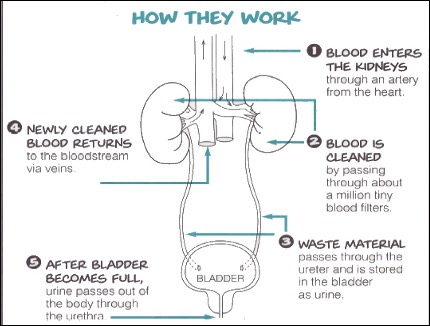 HOW THEY WORK
1 BLOOD ENTERS
THE KIDNEYS
through an artery
from the heart.
2 BLOOD IS
CLEANED
by passing
through about
a million tiny
blood filters.
3 WASTE MATERIAL
passes through the
ureter and is stored
in the bladder
as urine.
4 NEWLY CLEANED
BLOOD RETURNS
to the bloodstream
via veins.
5 AFTER BLADDER
BECOMES FULL,
urine passes out of
the body through
the urethra
BLADDER